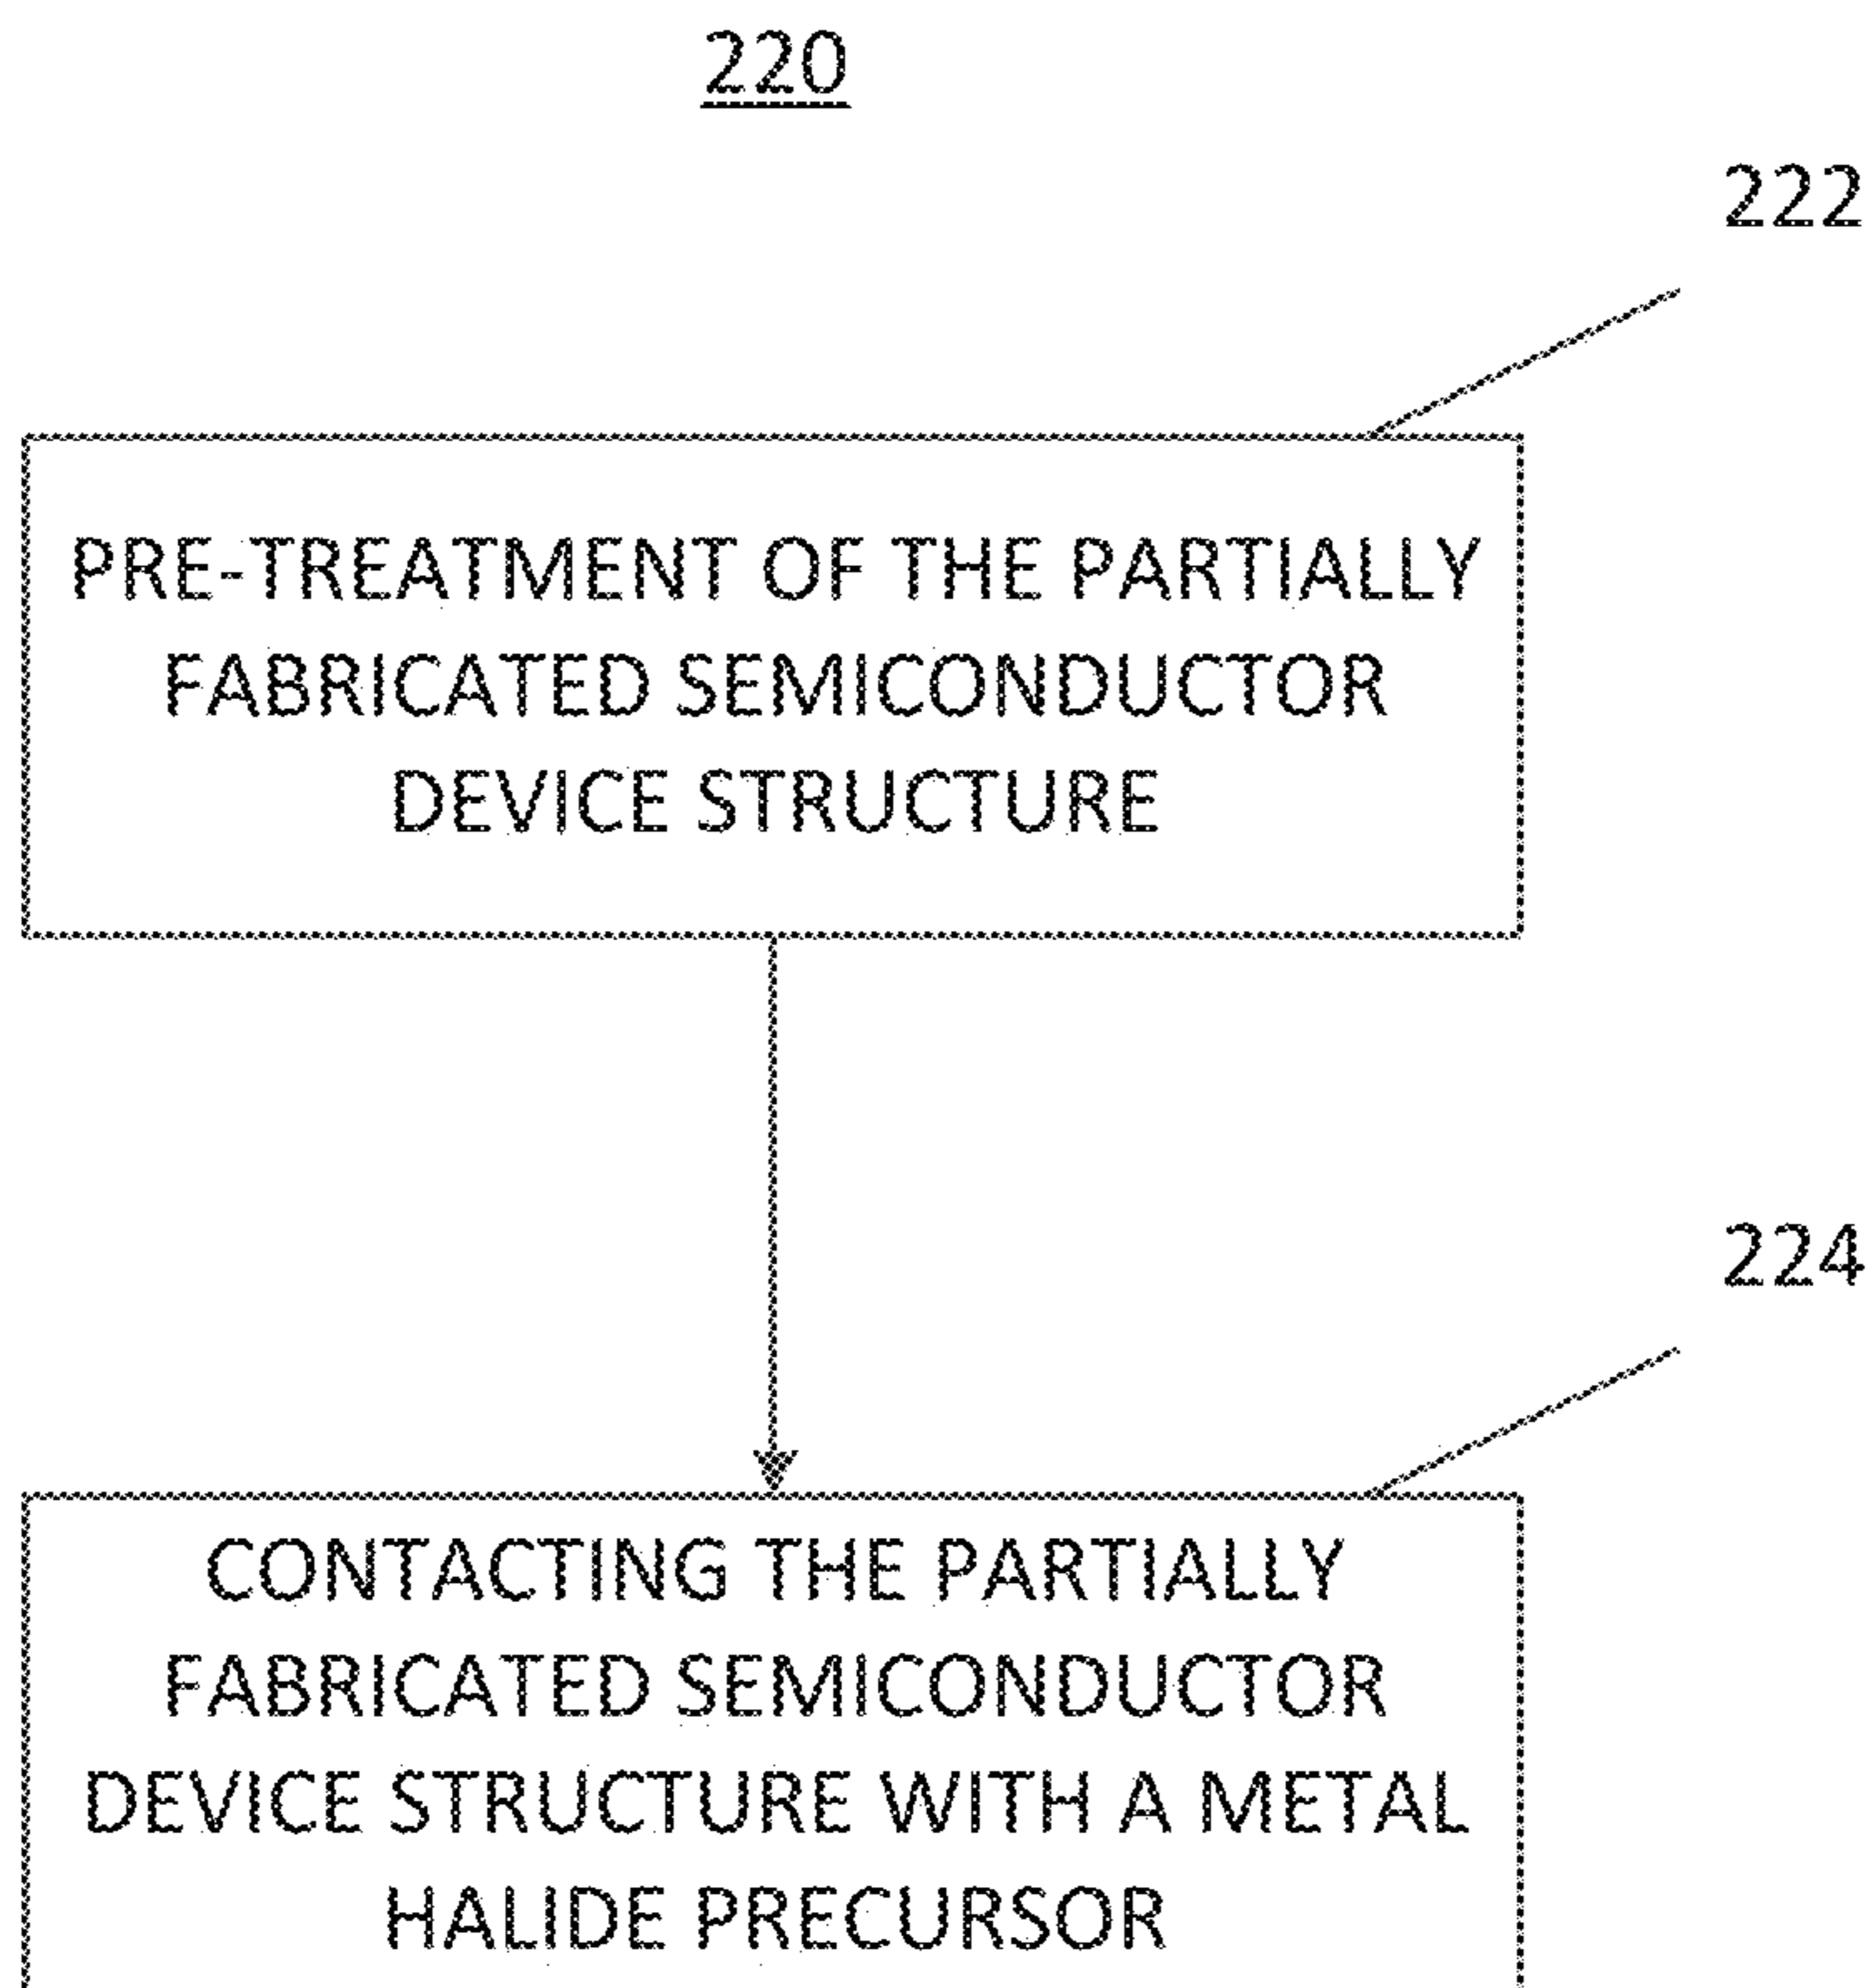 220
222
PRE-TREATMENT OF THE PARTIALLY
FABRICATED SEMICONDUCTOR
DEVICE STRUCTURE
224
CONTACTING THE PARTIALLY
FABRICATED SEMICONDUCTOR
DEVICE STRUCTURE WITH A METAL
HALIDE PRECURSOR